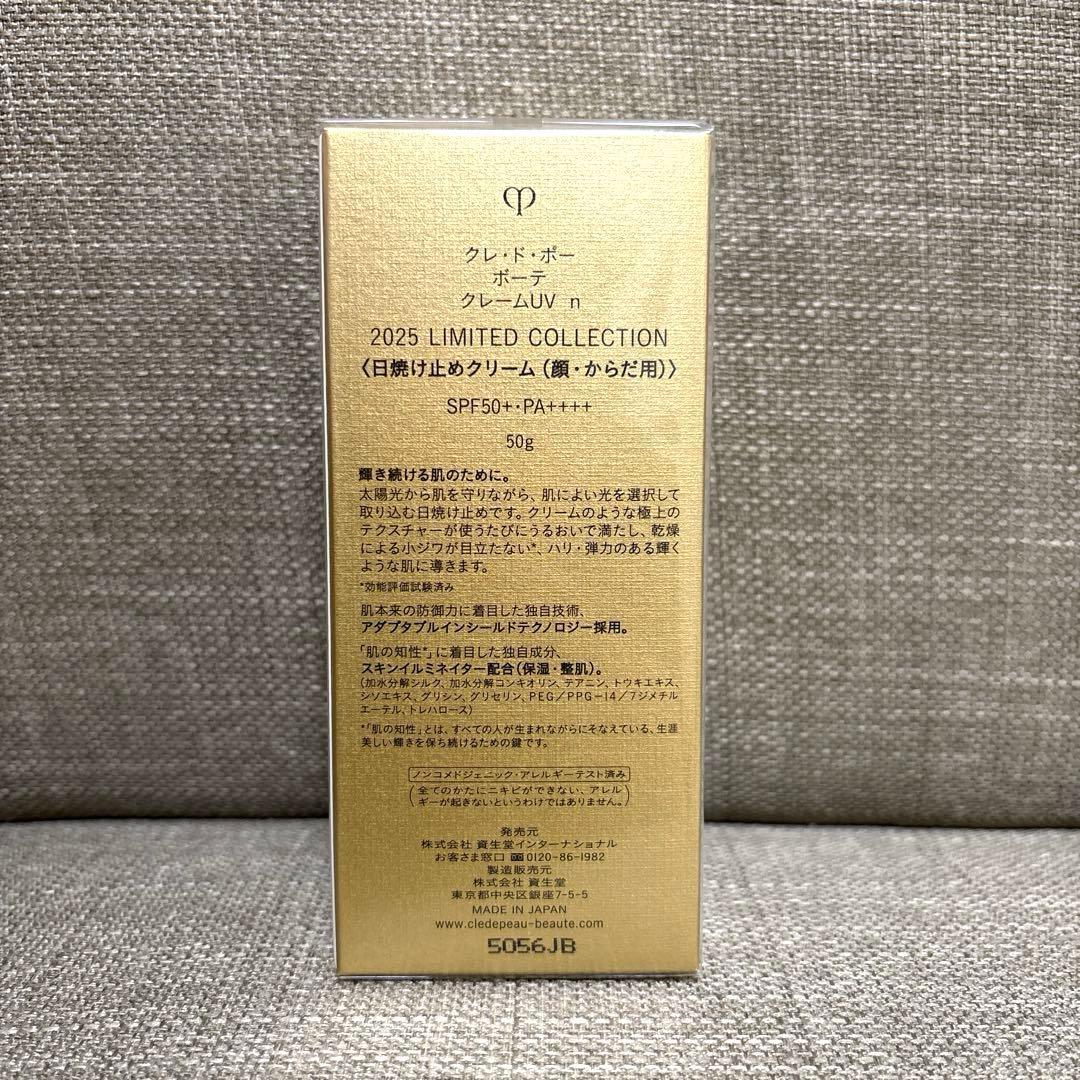 クレ・ド・ポー
ボーテ
クレームUV n
2025 LIMITED COLLECTION
〈日焼け止めクリーム（顔・からだ用）〉
SPF50+・PA++++
50g
輝き続ける肌のために。
太陽光から肌を守りながら、肌によい光を選択して
取り込む日焼け止めです。クリームのような極上の
テクスチャーが使うたびにうるおいで満たし、乾燥
による小ジワが目立たない*、ハリ・弾力のある輝く
ような肌に導きます。
*効能評価試験済み
肌本来の防御力に着目した独自技術、
アダプタブルインシールドテクノロジー採用。
「肌の知性*」に着目した独自成分、
スキンイルミネイター配合（保湿・整肌）。
（加水分解シルク、加水分解コンキオリン、テアニン、トウキエキス、
シソエキス、グリシン、グリセリン、PEG／PPG－14／7ジメチル
エーテル、トレハロース）
*「肌の知性」とは、すべての人が生まれながらにそなえている、生涯
美しい輝きを保ち続けるための鍵です。
ノンコメドジェニック・アレルギーテスト済み
（全てのかたにニキビができない、アレル
ギーが起きないというわけではありません。）
発売元
株式会社 資生堂インターナショナル
お客さま窓口 0120-86-1982
製造販売元
株式会社 資生堂
東京都中央区銀座7-5-5
MADE IN JAPAN
www.cledepeau-beaute.com
5056JB